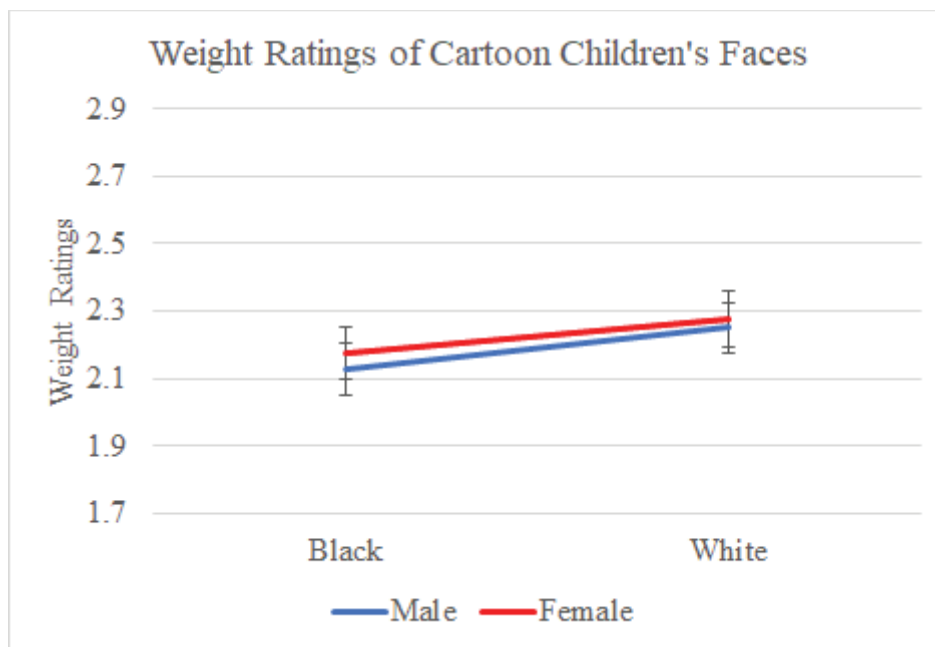 Weight Ratings of Cartoon Children's Faces
Weight Ratings
2.9
2.7
2.5
2.3
2.1
1.9
1.7
Black White
Male Female